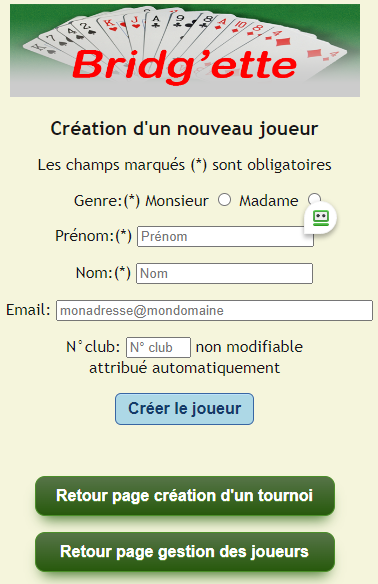 Bridg'ette
Création d'un nouveau joueur
Les champs marqués (*) sont obligatoires
Genre:(*) Monsieur Madame
Prénom:(*) Prénom
Nom:(*) Nom
Email: monadresse@mondomaine
N°club: N° club non modifiable
attribué automatiquement
Créer le joueur
Retour page création d'un tournoi
Retour page gestion des joueurs